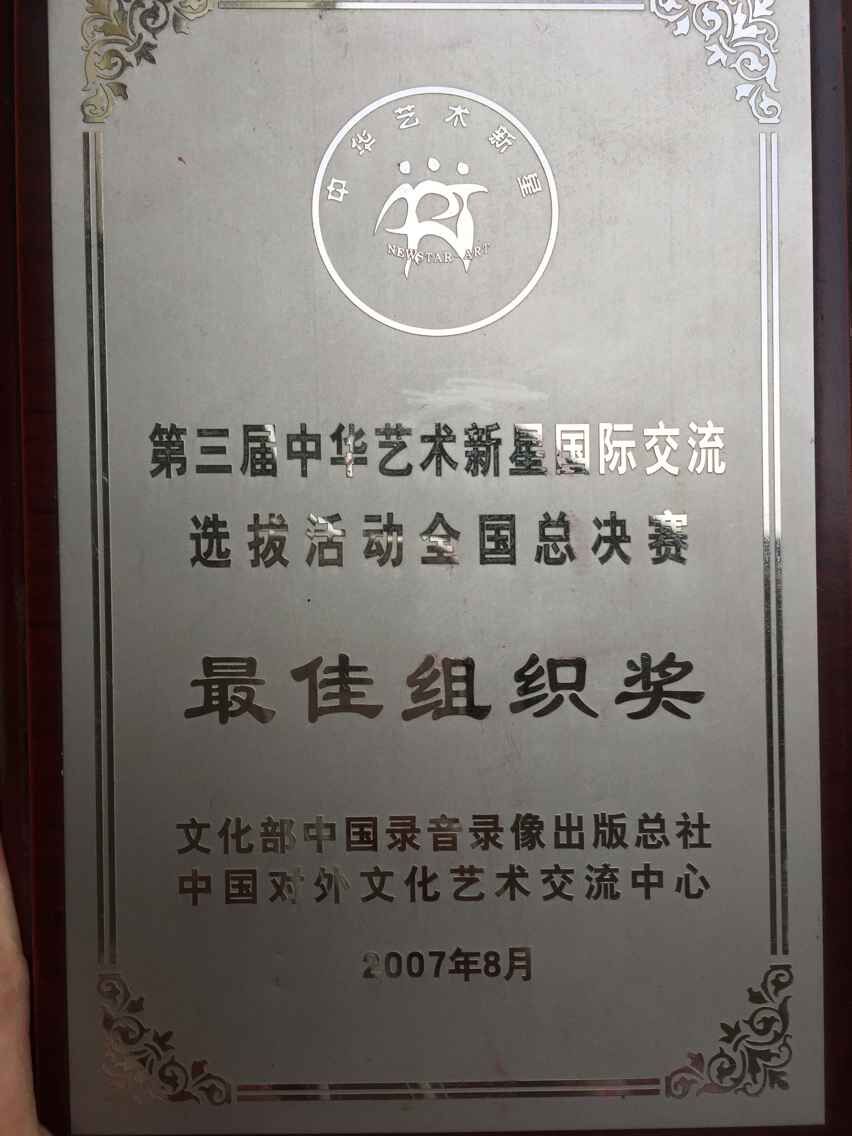 中华艺术新星
NEWSTAR ART
第三届中华艺术新星国际交流
选拔活动全国总决赛
最佳组织奖
文化部中国录音录像出版总社
中国对外文化艺术交流中心
2007年8月